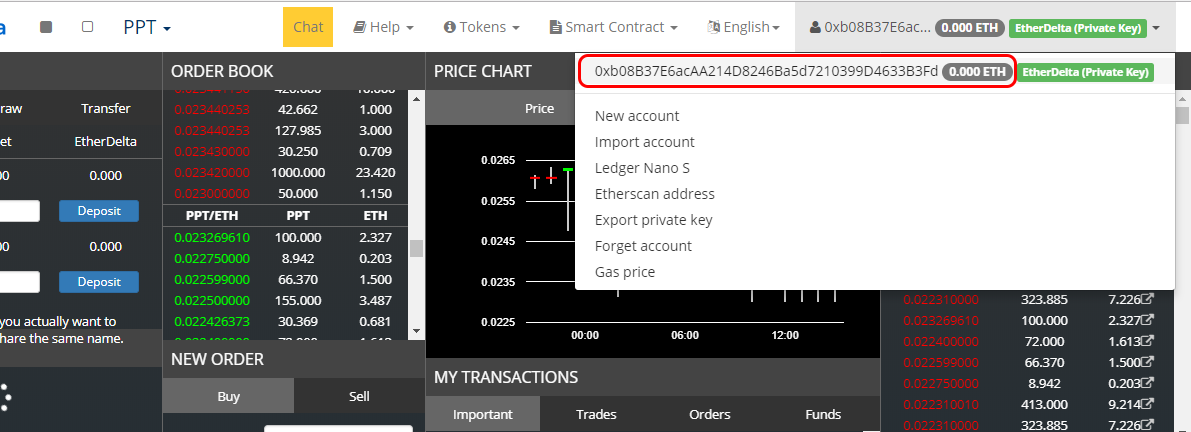 PPT
Chat
Help
Tokens
Smart Contract
English
0xb08B37E6ac... 0.000 ETH EtherDelta (Private Key)
0xb08B37E6acAA214D8246Ba5d7210399D4633B3Fd 0.000 ETH EtherDelta (Private Key)
New account
Import account
Ledger Nano S
Etherscan address
Export private key
Forget account
Gas price
raw Transfer
et EtherDelta
00 0.000
Deposit
00 0.000
Deposit
you actually want to
hare the same name.
ORDER BOOK
0.023440253 42.662 1.000
0.023440253 127.985 3.000
0.023430000 30.250 0.709
0.023420000 1000.000 23.420
0.023000000 50.000 1.150
PPT/ETH PPT ETH
0.023269610 100.000 2.327
0.022750000 8.942 0.203
0.022599000 66.370 1.500
0.022500000 155.000 3.487
0.022426373 30.369 0.681
NEW ORDER
Buy Sell
PRICE CHART
Price
0.0265
0.0255
0.0245
0.0235
0.0225
00:00 06:00 12:00
MY TRANSACTIONS
Important Trades Orders Funds
0.022310000 323.885 7.226
0.023269610 100.000 2.327
0.022400000 72.000 1.613
0.022599000 66.370 1.500
0.022750000 8.942 0.203
0.022310010 413.000 9.214
0.022310000 323.885 7.226